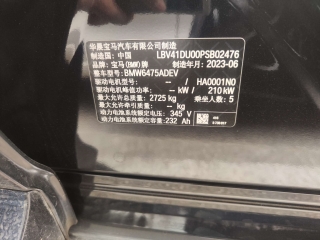 华晨宝马汽车有限公司制造
制造国:中国 LBV41DU00PSB02476
品牌:宝马(BMW)牌 制造年月:2023-06
整车型号:BMW6475ADEV
驱动电机型号: -- / HA0001N0
驱动电机峰值功率: -- kW / 210 kW
最大允许总质量:2725 kg 乘坐人数:5
最大允许牵引质量: -- kg
动力电池系统额定电压:345 V
动力电池系统额定容量:232 Ah